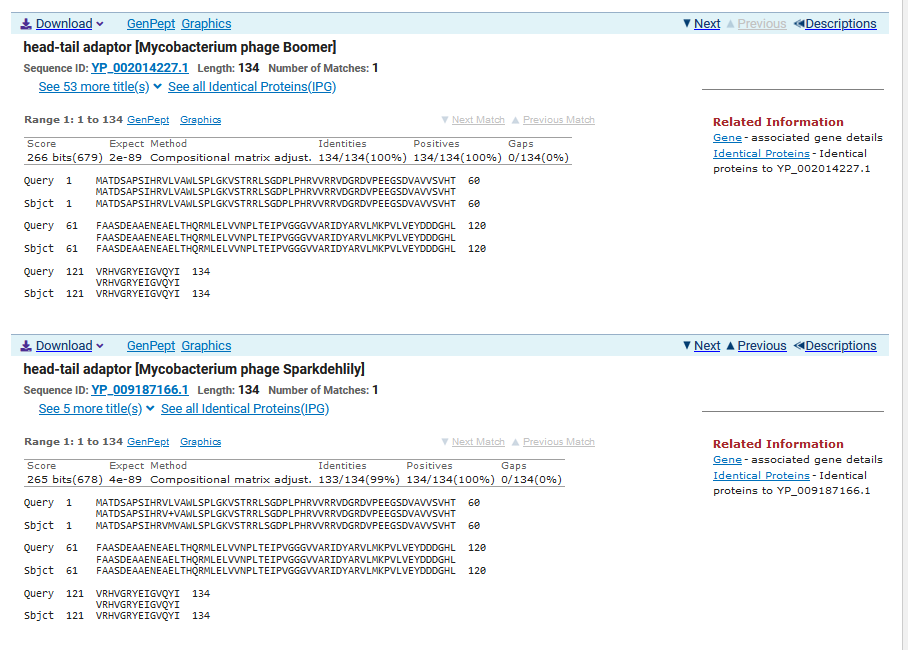 Download GenPept Graphics Next Previous Descriptions
head-tail adaptor [Mycobacterium phage Boomer]
Sequence ID: YP_002014227.1 Length: 134 Number of Matches: 1
See 53 more title(s) See all Identical Proteins(IPG)
Range 1: 1 to 134 GenPept Graphics Next Match Previous Match
Score Expect Method Identities Positives Gaps
266 bits(679) 2e-89 Compositional matrix adjust. 134/134(100%) 134/134(100%) 0/134(0%)
Query 1 MATDSAPSIHRVLVAWLSPLGKVSTRRLSGDPLPHRVVRRVDGRDVPEEGSDVAVVSVHT 60
MATDSAPSIHRVLVAWLSPLGKVSTRRLSGDPLPHRVVRRVDGRDVPEEGSDVAVVSVHT
Sbjct 1 MATDSAPSIHRVLVAWLSPLGKVSTRRLSGDPLPHRVVRRVDGRDVPEEGSDVAVVSVHT 60
Query 61 FAASDEAAENEAELTHQRMLELVVNPLTEIPVGGGVVARIDYARVLMKPVLVEYDDDGHL 120
FAASDEAAENEAELTHQRMLELVVNPLTEIPVGGGVVARIDYARVLMKPVLVEYDDDGHL
Sbjct 61 FAASDEAAENEAELTHQRMLELVVNPLTEIPVGGGVVARIDYARVLMKPVLVEYDDDGHL 120
Query 121 VRHVGRYEIGVQYI 134
VRHVGRYEIGVQYI
Sbjct 121 VRHVGRYEIGVQYI 134
Related Information
Gene - associated gene details
Identical Proteins - Identical
proteins to YP_002014227.1
Download GenPept Graphics Next Previous Descriptions
head-tail adaptor [Mycobacterium phage Sparkdehlily]
Sequence ID: YP_009187166.1 Length: 134 Number of Matches: 1
See 5 more title(s) See all Identical Proteins(IPG)
Range 1: 1 to 134 GenPept Graphics Next Match Previous Match
Score Expect Method Identities Positives Gaps
265 bits(678) 4e-89 Compositional matrix adjust. 133/134(99%) 134/134(100%) 0/134(0%)
Query 1 MATDSAPSIHRVLVAWLSPLGKVSTRRLSGDPLPHRVVRRVDGRDVPEEGSDVAVVSVHT 60
MATDSAPSIHRV+VAWLSPLGKVSTRRLSGDPLPHRVVRRVDGRDVPEEGSDVAVVSVHT
Sbjct 1 MATDSAPSIHRVMVAWLSPLGKVSTRRLSGDPLPHRVVRRVDGRDVPEEGSDVAVVSVHT 60
Query 61 FAASDEAAENEAELTHQRMLELVVNPLTEIPVGGGVVARIDYARVLMKPVLVEYDDDGHL 120
FAASDEAAENEAELTHQRMLELVVNPLTEIPVGGGVVARIDYARVLMKPVLVEYDDDGHL
Sbjct 61 FAASDEAAENEAELTHQRMLELVVNPLTEIPVGGGVVARIDYARVLMKPVLVEYDDDGHL 120
Query 121 VRHVGRYEIGVQYI 134
VRHVGRYEIGVQYI
Sbjct 121 VRHVGRYEIGVQYI 134
Related Information
Gene - associated gene details
Identical Proteins - Identical
proteins to YP_009187166.1